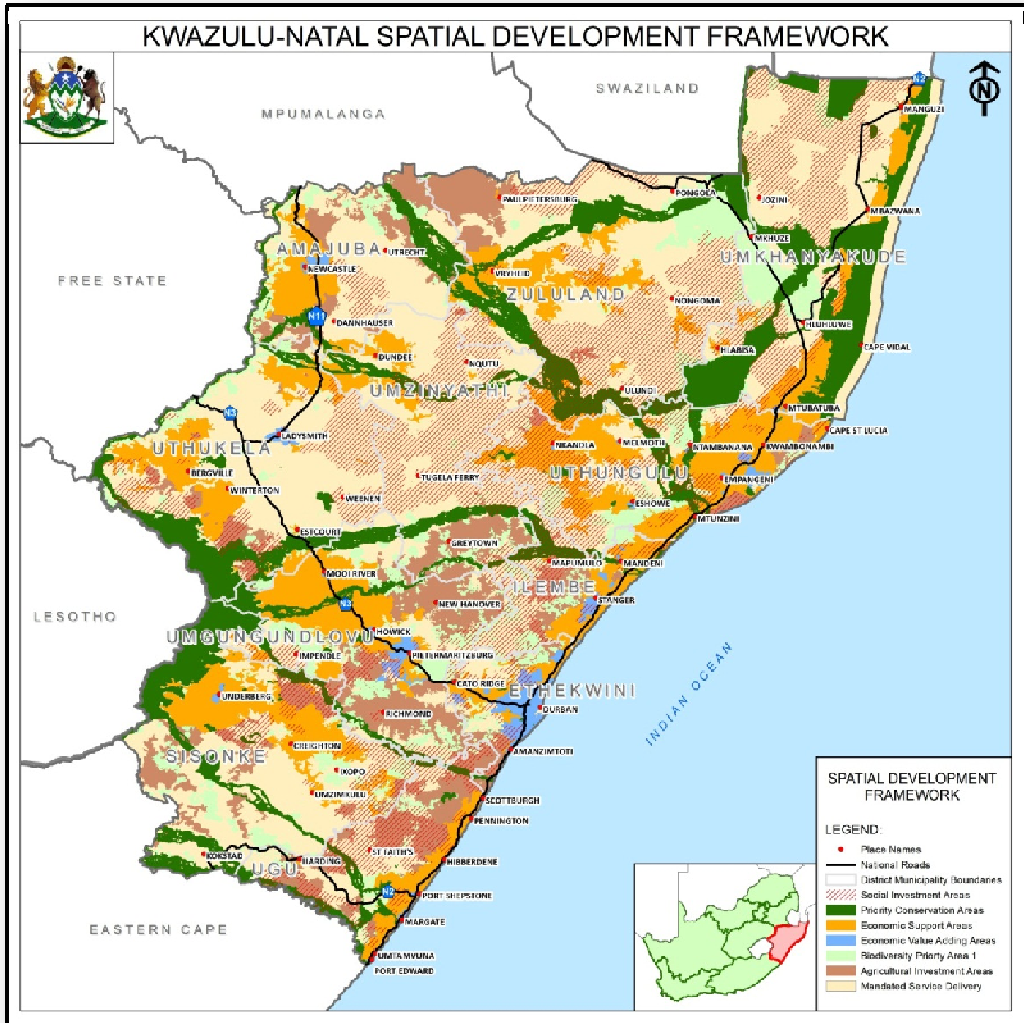 KWAZULU-NATAL SPATIAL DEVELOPMENT FRAMEWORK
SWAZILAND
MPUMALANGA
N2
MANGUZI
PONGOLA
PAULPIETERSBURG
JOZINI
MBAZWANA
MKHUZE
AMAJUBA
UTRECHT
UMKHANYAKUDE
NEWCASTLE
VRYHEID
FREE STATE
ZULULAND
NONGOMA
N11
DANNHAUSER
HLUHLUWE
HLABISA
CAPE VIDAL
DUNDEE
NQUTU
UMZINYATHI
ULUNDI
N3
MTUBATUBA
LADYSMITH
CAPE ST LUCIA
UTHUKELA
NKANDLA
MELMOTH
NTAMBANANA
KWAMBONAMBI
BERGVILLE
UTHUNGULU
TUGELA FERRY
EMPANGENI
WINTERTON
WEENEN
ESHOWE
MTUNZINI
ESTCOURT
GREYTOWN
MAPUMULO
MANDENI
MOOI RIVER
ILEMBE
N3
NEW HANOVER
STANGER
LESOTHO
HOWICK
UMGUNGUNDLOVU
IMPENDLE
PIETERMARITZBURG
CATO RIDGE
ETHEKWINI
UNDERBERG
DURBAN
INDIAN OCEAN
RICHMOND
CREIGHTON
AMANZIMTOTI
SISONKE
IXOPO
UMZIMKULU
SCOTTBURGH
PENNINGTON
ST FAITH'S
KOKSTAD
HARDING
HIBBERDENE
UGU
N2
PORT SHEPSTONE
MARGATE
EASTERN CAPE
UMTAMVUNA
PORT EDWARD
SPATIAL DEVELOPMENT
FRAMEWORK
LEGEND:
Place Names
National Roads
District Municipality Boundaries
Social Investment Areas
Priority Conservation Areas
Economic Support Areas
Economic Value Adding Areas
Biodiversity Priority Area 1
Agricultural Investment Areas
Mandated Service Delivery
N